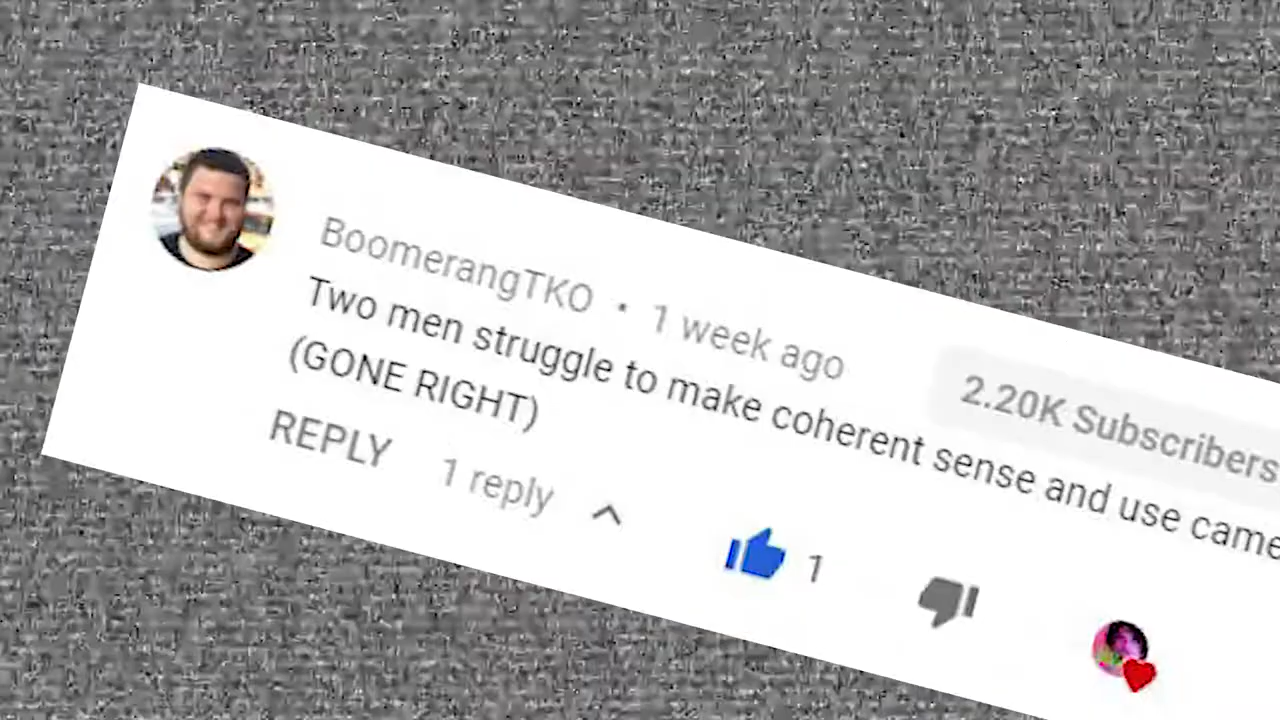 BoomerangTKO • 1 week ago
2.20K Subscribers
Two men struggle to make coherent sense and use
(GONE RIGHT)
REPLY
1 reply
1